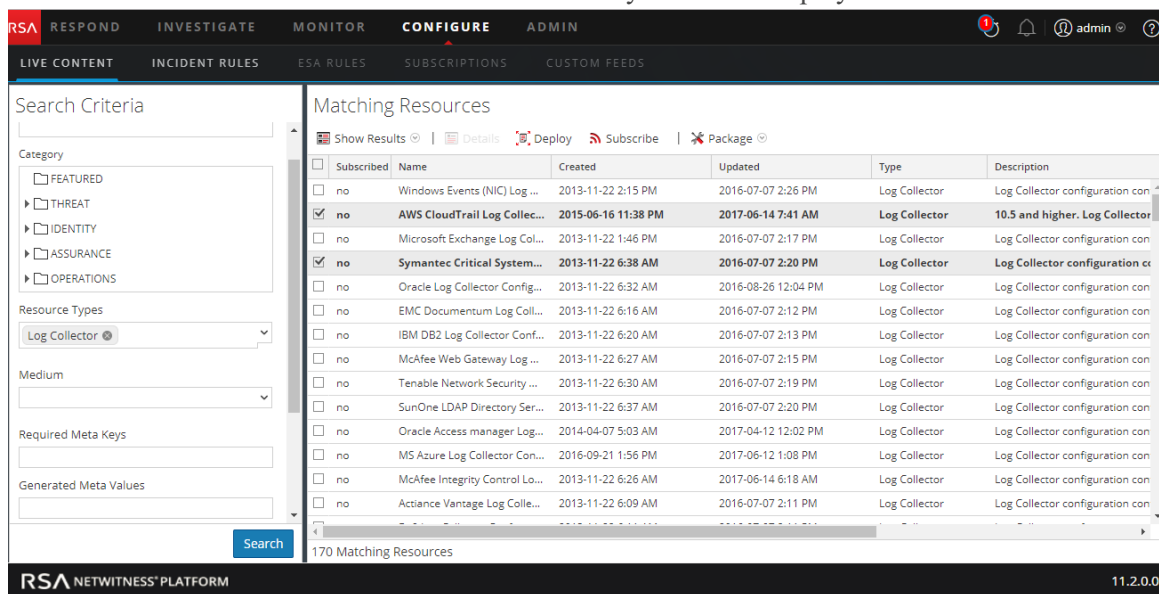 RSA RESPOND INVESTIGATE MONITOR CONFIGURE ADMIN 1 admin ?
LIVE CONTENT INCIDENT RULES ESA RULES SUBSCRIPTIONS CUSTOM FEEDS
Search Criteria
Category
FEATURED
THREAT
IDENTITY
ASSURANCE
OPERATIONS
Resource Types
Log Collector
Medium
Required Meta Keys
Generated Meta Values
Search
Matching Resources
Show Results | Details Deploy Subscribe | Package
Subscribed Name Created Updated Type Description
no Windows Events (NIC) Log ... 2013-11-22 2:15 PM 2016-07-07 2:26 PM Log Collector Log Collector configuration con
no AWS CloudTrail Log Collec... 2015-06-16 11:38 PM 2017-06-14 7:41 AM Log Collector 10.5 and higher. Log Collector
no Microsoft Exchange Log Col... 2013-11-22 1:46 PM 2016-07-07 2:17 PM Log Collector Log Collector configuration con
no Symantec Critical System... 2013-11-22 6:38 AM 2016-07-07 2:20 PM Log Collector Log Collector configuration co
no Oracle Log Collector Config... 2013-11-22 6:32 AM 2016-08-26 12:04 PM Log Collector Log Collector configuration con
no EMC Documentum Log Coll... 2013-11-22 6:16 AM 2016-07-07 2:12 PM Log Collector Log Collector configuration con
no IBM DB2 Log Collector Conf... 2013-11-22 6:20 AM 2016-07-07 2:13 PM Log Collector Log Collector configuration con
no McAfee Web Gateway Log ... 2013-11-22 6:27 AM 2016-07-07 2:15 PM Log Collector Log Collector configuration con
no Tenable Network Security ... 2013-11-22 6:30 AM 2016-07-07 2:19 PM Log Collector Log Collector configuration con
no SunOne LDAP Directory Ser... 2013-11-22 6:37 AM 2016-07-07 2:20 PM Log Collector Log Collector configuration con
no Oracle Access manager Log... 2014-04-07 5:03 AM 2017-04-12 12:02 PM Log Collector Log Collector configuration con
no MS Azure Log Collector Con... 2016-09-21 1:56 PM 2017-06-12 1:08 PM Log Collector Log Collector configuration con
no McAfee Integrity Control Lo... 2013-11-22 6:26 AM 2017-06-14 6:18 AM Log Collector Log Collector configuration con
no Actiance Vantage Log Colle... 2013-11-22 6:09 AM 2016-07-07 2:11 PM Log Collector Log Collector configuration con
170 Matching Resources
RSA NETWITNESS® PLATFORM 11.2.0.0